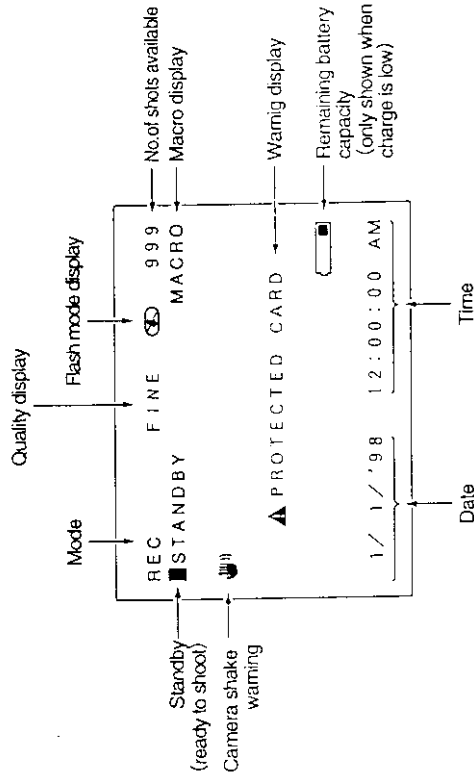 Quality display
Mode
Flash mode display
REC FINE 999
No.of shots available
STANDBY MACRO
Macro display
Standby
(ready to shoot)
Camera shake
warning
PROTECTED CARD
Warnig display
Remaining battery
capacity
(only shown when
charge is low)
1/ 1/'98 12:00:00 AM
Date
Time